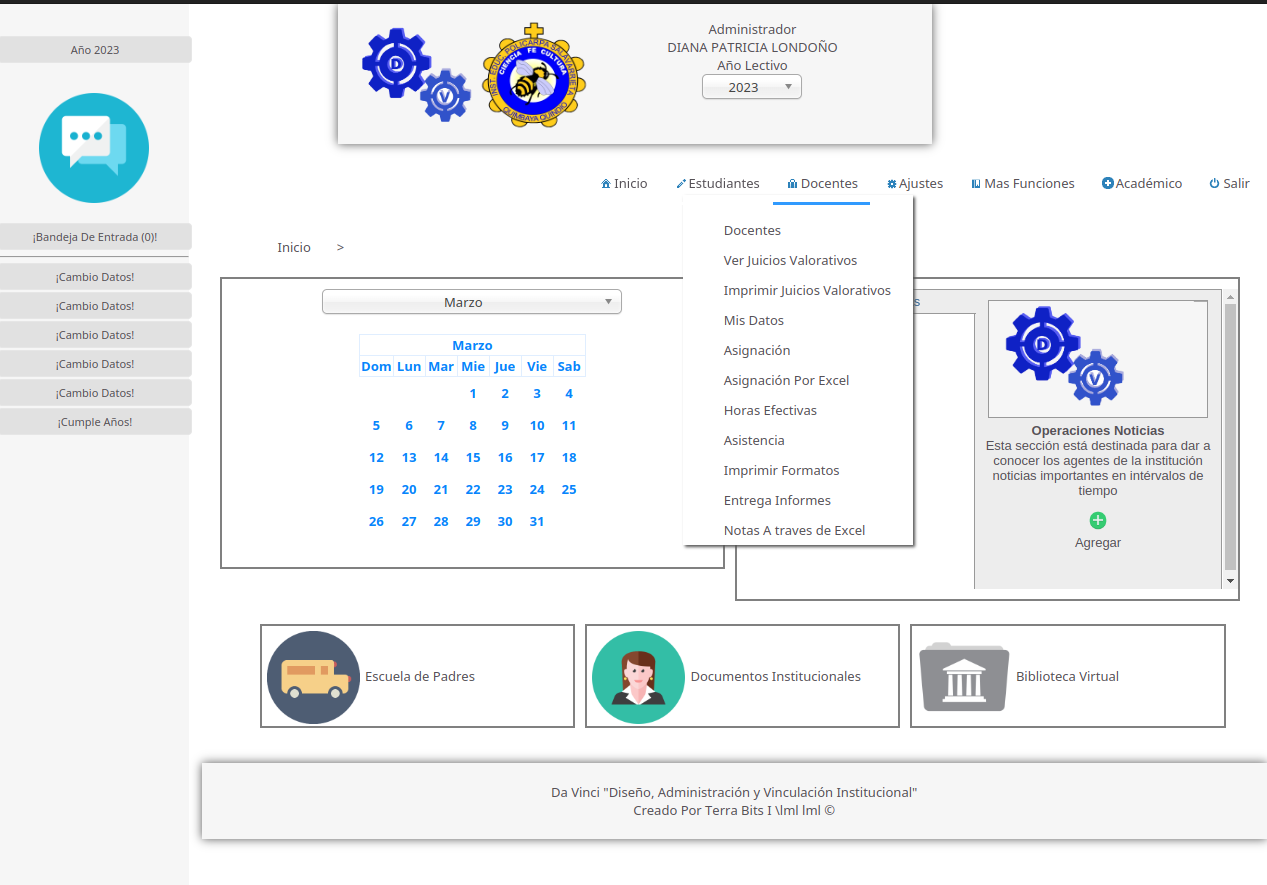 Año 2023
¡Bandeja De Entrada (0)!
¡Cambio Datos!
¡Cambio Datos!
¡Cambio Datos!
¡Cambio Datos!
¡Cambio Datos!
¡Cumple Años!
D
V
INST. EDUC. POLICARPA SALAVARRIETA
CIENCIA FE CULTURA
QUIMBAYA QUINDIO
Administrador
DIANA PATRICIA LONDOÑO
Año Lectivo
2023
Inicio Estudiantes Docentes Ajustes Mas Funciones Académico Salir
Docentes
Ver Juicios Valorativos
Imprimir Juicios Valorativos
Mis Datos
Asignación
Asignación Por Excel
Horas Efectivas
Asistencia
Imprimir Formatos
Entrega Informes
Notas A traves de Excel
Inicio >
Marzo
Marzo
Dom Lun Mar Mie Jue Vie Sab
1 2 3 4
5 6 7 8 9 10 11
12 13 14 15 16 17 18
19 20 21 22 23 24 25
26 27 28 29 30 31
s
D
V
Operaciones Noticias
Esta sección está destinada para dar a
conocer los agentes de la institución
noticias importantes en intérvalos de
tiempo
Agregar
Escuela de Padres
Documentos Institucionales
Biblioteca Virtual
Da Vinci "Diseño, Administración y Vinculación Institucional"
Creado Por Terra Bits I \lml lml ©